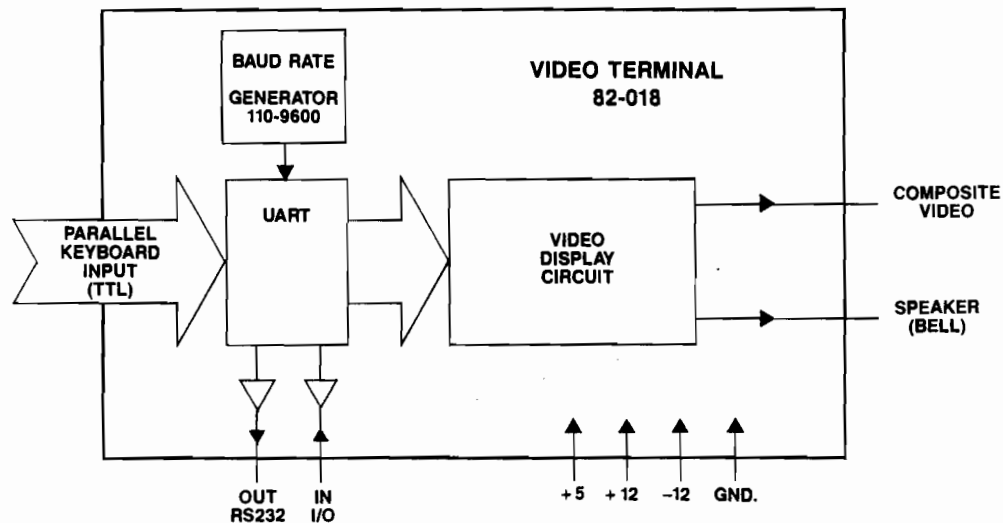 BAUD RATE
GENERATOR
110-9600
VIDEO TERMINAL
82-018
UART
PARALLEL
KEYBOARD
INPUT
(TTL)
VIDEO
DISPLAY
CIRCUIT
COMPOSITE
VIDEO
SPEAKER
(BELL)
OUT
RS232
IN
I/O
+5
+12
-12
GND.